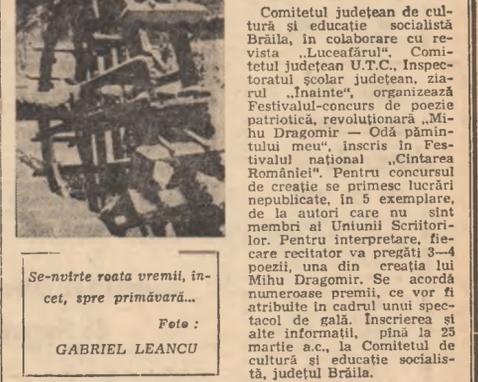 Se-nvîrte roata vremii, în-
cet, spre primăvară...
Foto :
GABRIEL LEANCU
Comitetul județean de cul-
tură și educație socialistă
Brăila, în colaborare cu re-
vista „Luceafărul“, Comi-
tetul județean U.T.C., Inspec-
toratul școlar județean, zia-
rul „Înainte“, organizează
Festivalul-concurs de poezie
patriotică, revoluționară „Mi-
hu Dragomir — Odă pămîn-
tului meu“, înscris în Fes-
tivalul național „Cîntarea
României“. Pentru concursul
de creație se primesc lucrări
nepublicate, în 5 exemplare,
de la autori care nu sînt
membri ai Uniunii Scriitori-
lor. Pentru interpretare, fie-
care recitator va pregăti 3—4
poezii, una din creația lui
Mihu Dragomir. Se acordă
numeroase premii, ce vor fi
atribuite în cadrul unui spec-
tacol de gală. Înscrierea și
alte informații, pînă la 25
martie a.c., la Comitetul de
cultură și educație socialis-
tă, județul Brăila.